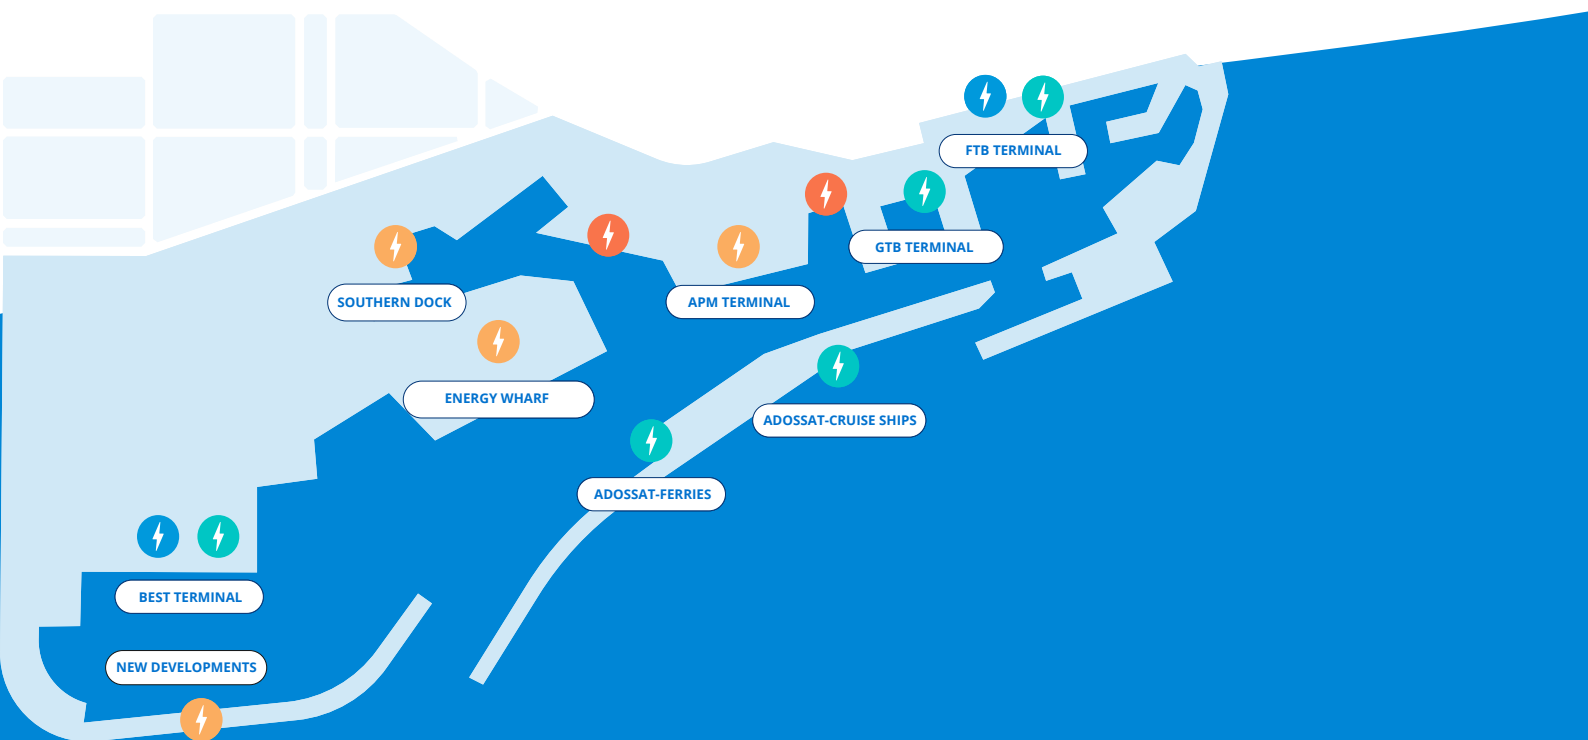 FTB TERMINAL
GTB TERMINAL
SOUTHERN DOCK
APM TERMINAL
ENERGY WHARF
ADOSSAT-CRUISE SHIPS
ADOSSAT-FERRIES
BEST TERMINAL
NEW DEVELOPMENTS